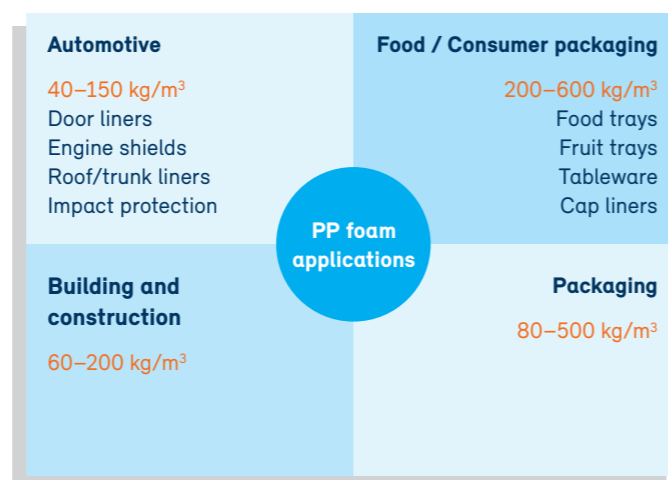 Automotive
40–150 kg/m³
Door liners
Engine shields
Roof/trunk liners
Impact protection
Food / Consumer packaging
200–600 kg/m³
Food trays
Fruit trays
Tableware
Cap liners
PP foam
applications
Building and
construction
60–200 kg/m³
Packaging
80–500 kg/m³